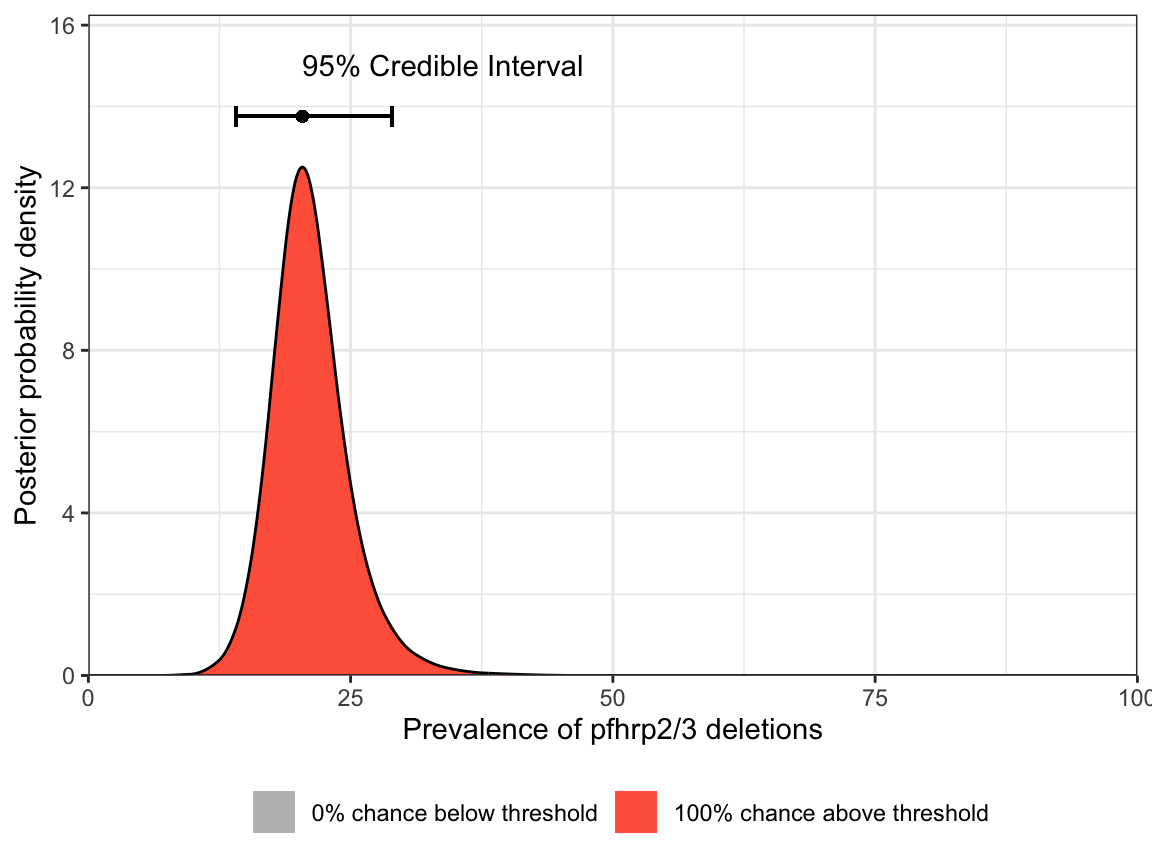 16
95% Credible Interval
12
8
4
0
Posterior probability density
0 25 50 75 100
Prevalence of pfhrp2/3 deletions
0% chance below threshold 100% chance above threshold